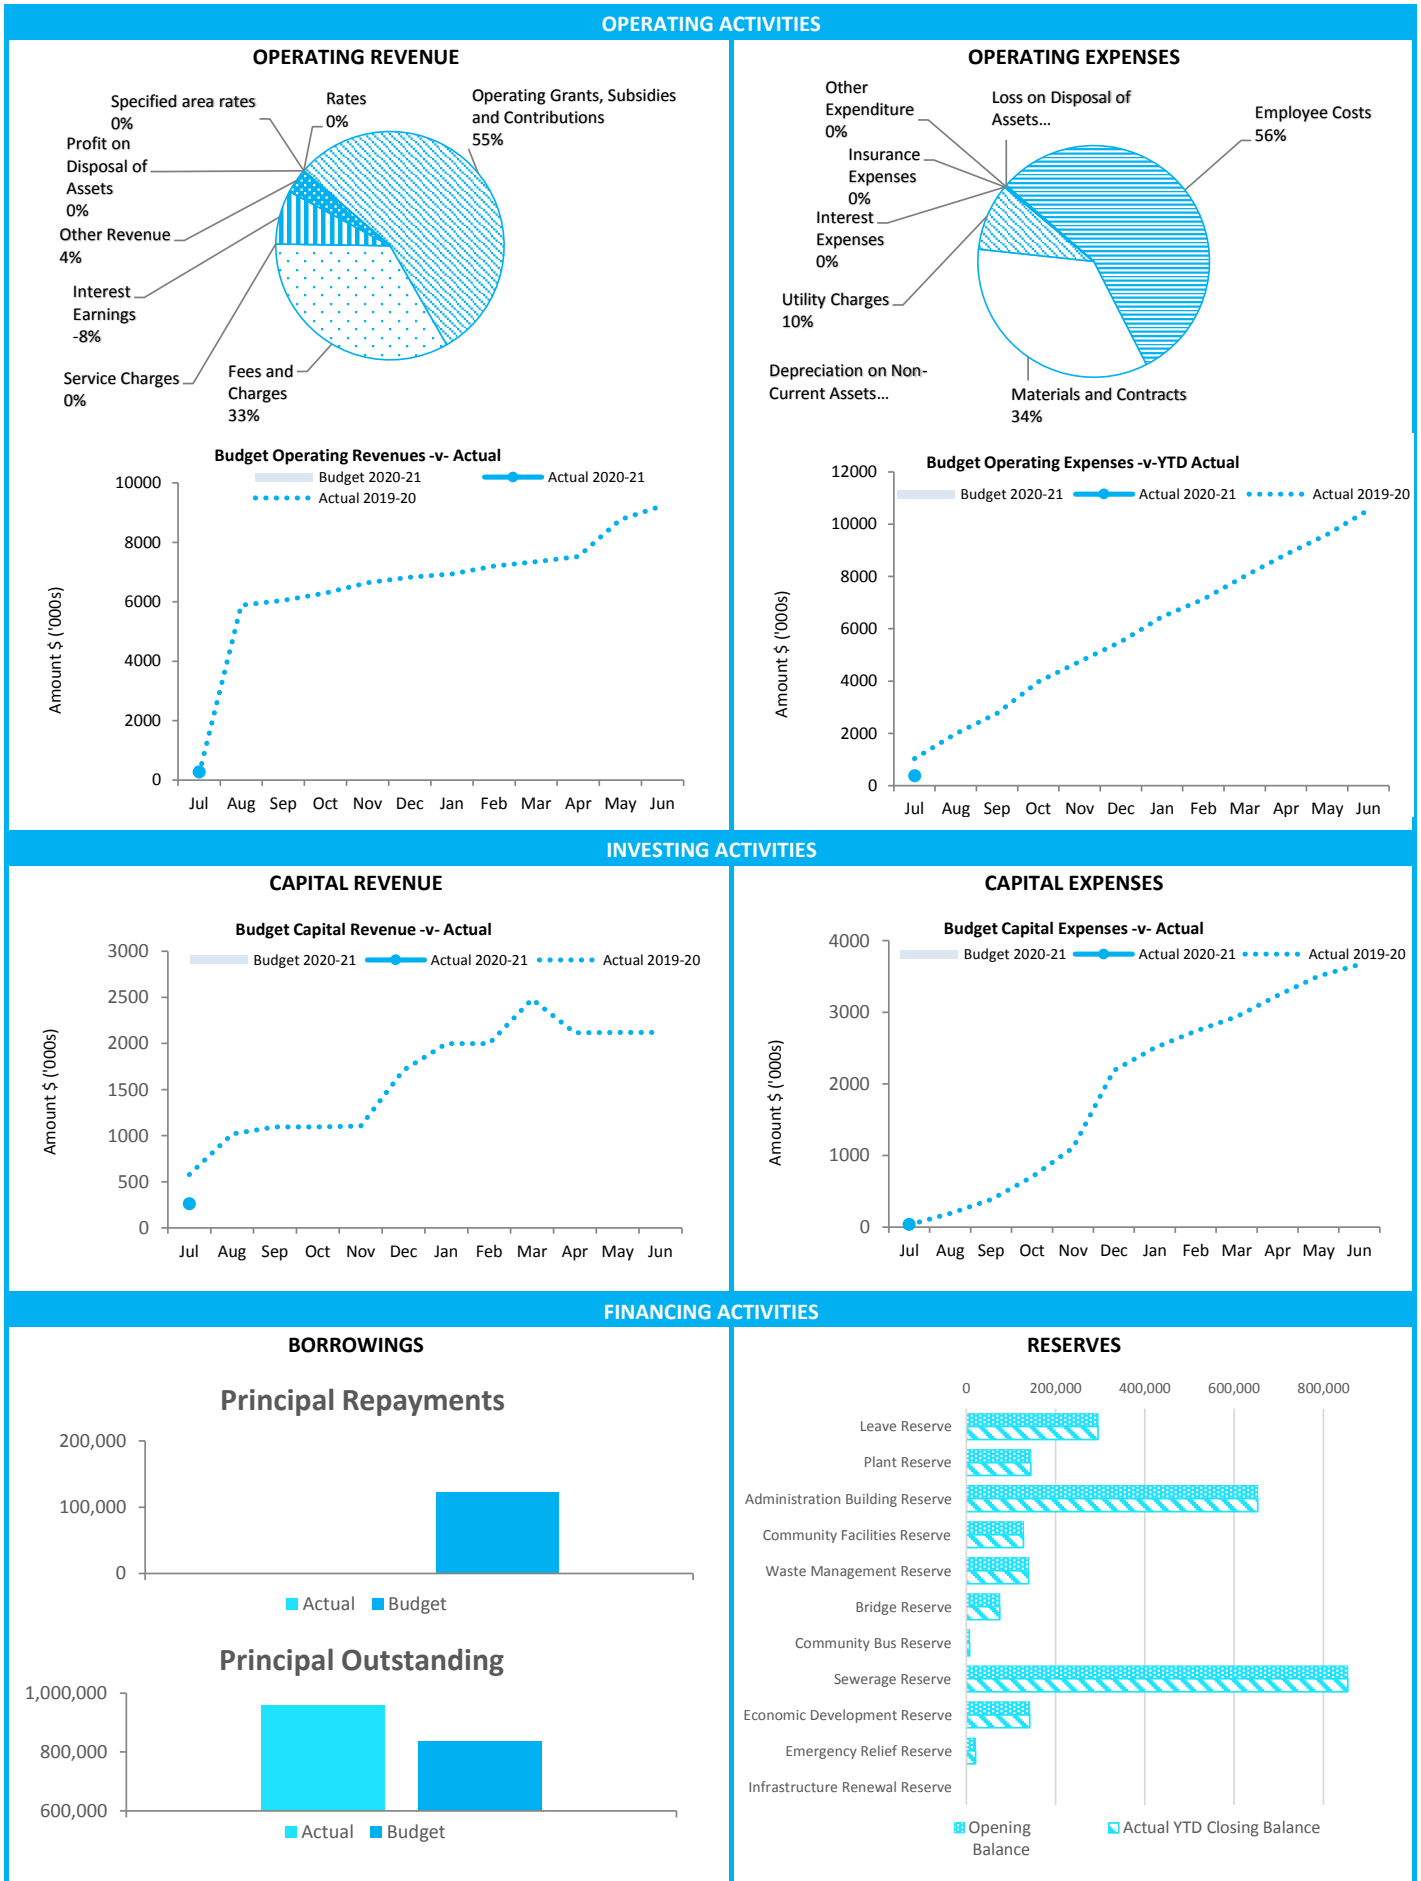 OPERATING ACTIVITIES
OPERATING REVENUE
Specified area rates
0%
Rates
0%
Operating Grants, Subsidies
and Contributions
55%
Profit on
Disposal of
Assets
0%
Other Revenue
4%
Interest
Earnings
-8%
Service Charges
0%
Fees and
Charges
33%
OPERATING EXPENSES
Other
Expenditure
0%
Loss on Disposal of
Assets...
Employee Costs
56%
Insurance
Expenses
0%
Interest
Expenses
0%
Utility Charges
10%
Depreciation on Non-
Current Assets...
Materials and Contracts
34%
Budget Operating Revenues -v- Actual
Budget 2020-21
Actual 2020-21
Actual 2019-20
10000
8000
6000
4000
2000
0
Amount $ ('000s)
Jul Aug Sep Oct Nov Dec Jan Feb Mar Apr May Jun
Budget Operating Expenses -v-YTD Actual
Budget 2020-21 Actual 2020-21 Actual 2019-20
12000
10000
8000
6000
4000
2000
0
Amount $ ('000s)
Jul Aug Sep Oct Nov Dec Jan Feb Mar Apr May Jun
INVESTING ACTIVITIES
CAPITAL REVENUE
Budget Capital Revenue -v- Actual
Budget 2020-21 Actual 2020-21 Actual 2019-20
3000
2500
2000
1500
1000
500
0
Amount $ ('000s)
Jul Aug Sep Oct Nov Dec Jan Feb Mar Apr May Jun
CAPITAL EXPENSES
Budget Capital Expenses -v- Actual
Budget 2020-21 Actual 2020-21 Actual 2019-20
4000
3000
2000
1000
0
Amount $ ('000s)
Jul Aug Sep Oct Nov Dec Jan Feb Mar Apr May Jun
FINANCING ACTIVITIES
BORROWINGS
Principal Repayments
200,000
100,000
0
Actual Budget
Principal Outstanding
1,000,000
800,000
600,000
Actual Budget
RESERVES
0 200,000 400,000 600,000 800,000
Leave Reserve
Plant Reserve
Administration Building Reserve
Community Facilities Reserve
Waste Management Reserve
Bridge Reserve
Community Bus Reserve
Sewerage Reserve
Economic Development Reserve
Emergency Relief Reserve
Infrastructure Renewal Reserve
Opening
Balance
Actual YTD Closing Balance